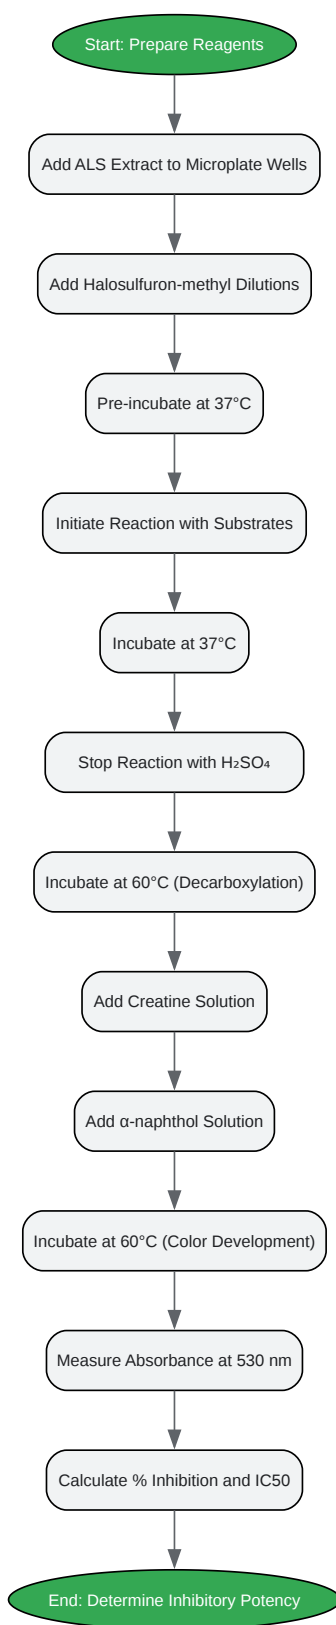 Start: Prepare Reagents
Add ALS Extract to Microplate Wells
Add Halosulfuron-methyl Dilutions
Pre-incubate at 37°C
Initiate Reaction with Substrates
Incubate at 37°C
Stop Reaction with H₂SO₄
Incubate at 60°C (Decarboxylation)
Add Creatine Solution
Add α-naphthol Solution
Incubate at 60°C (Color Development)
Measure Absorbance at 530 nm
Calculate % Inhibition and IC50
End: Determine Inhibitory Potency